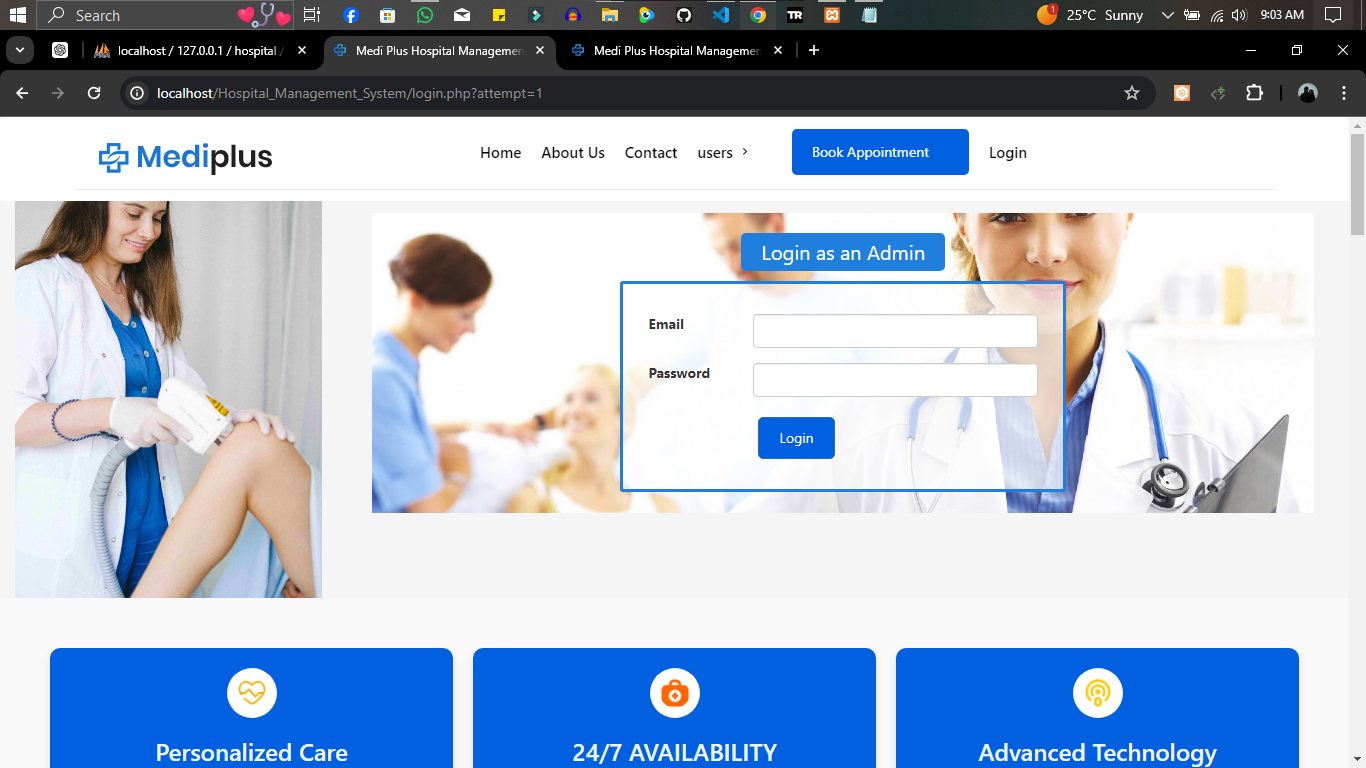 Search
1
25°C Sunny
9:03 AM
localhost / 127.0.0.1 / hospital /
Medi Plus Hospital Managemen
Medi Plus Hospital Managemen
localhost/Hospital_Management_System/login.php?attempt=1
Mediplus
Home
About Us
Contact
users
Book Appointment
Login
Login as an Admin
Email
Password
Login
Personalized Care
24/7 AVAILABILITY
Advanced Technology